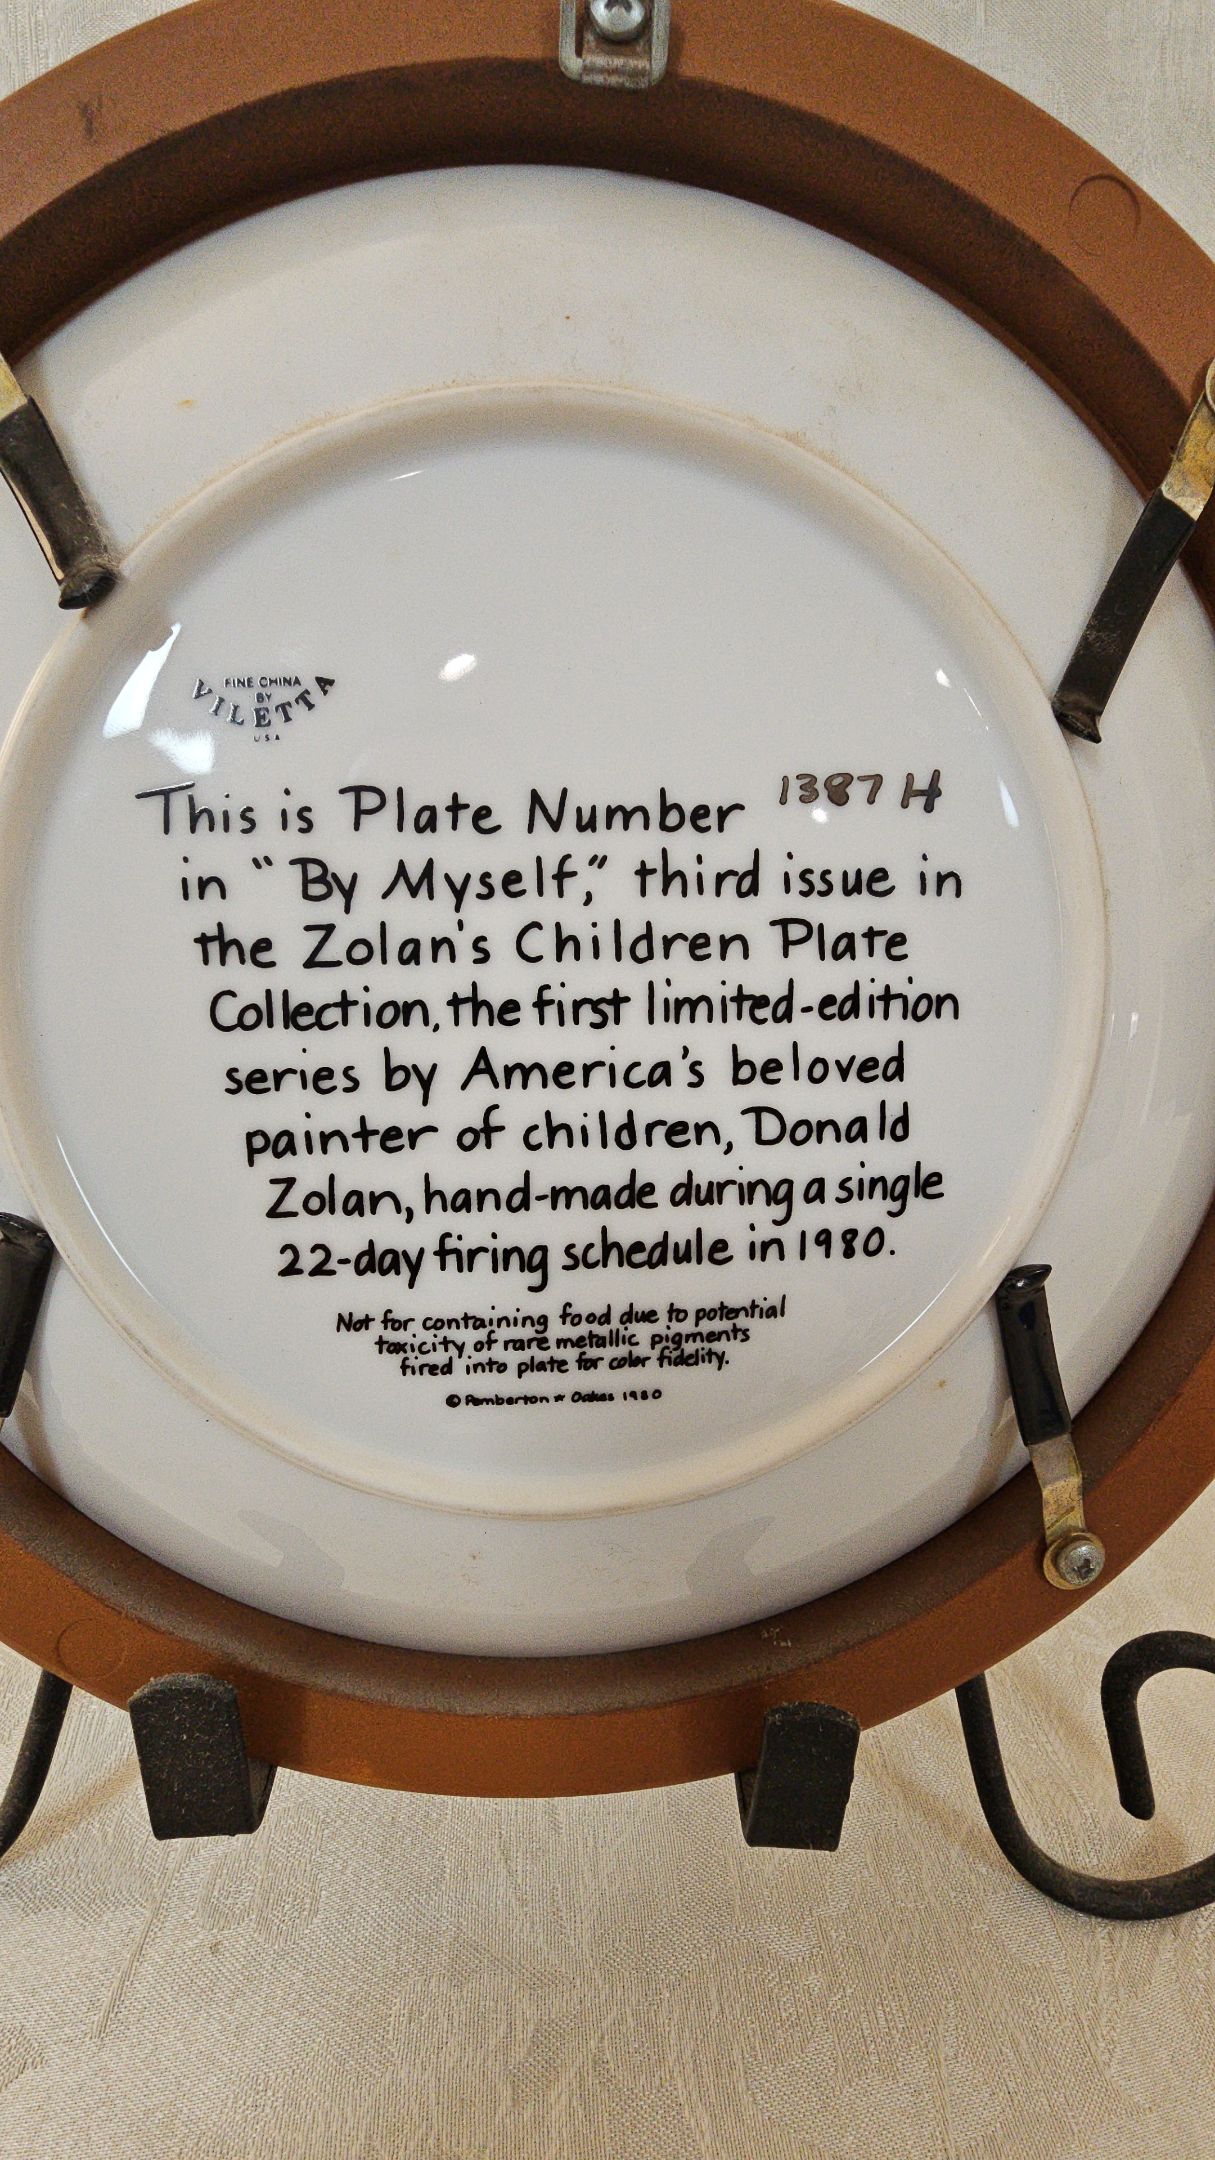 FINE CHINA
BY
VILETTA
USA
This is Plate Number 1387 H
in "By Myself," third issue in
the Zolan's Children Plate
Collection, the first limited-edition
series by America's beloved
painter of children, Donald
Zolan, hand-made during a single
22-day firing schedule in 1980.
Not for containing food due to potential
toxicity of rare metallic pigments
fired into plate for color fidelity.
© Pemberton ☆ Oakes 1980